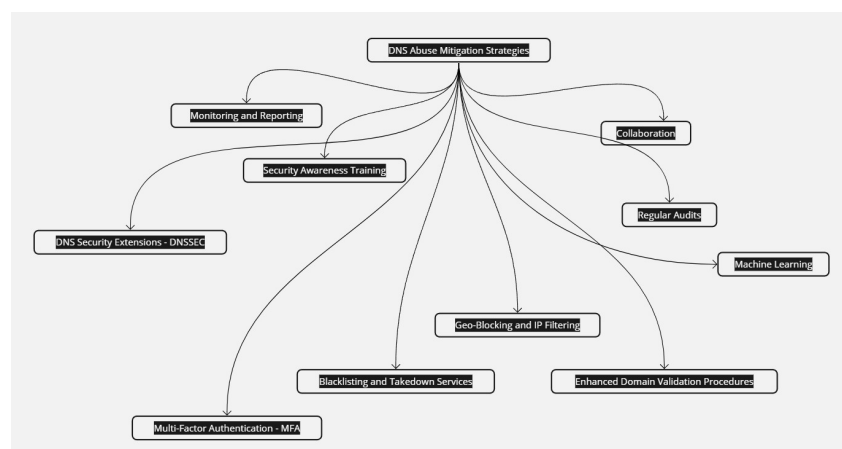 DNS Abuse Mitigation Strategies
Monitoring and Reporting
Collaboration
Security Awareness Training
Regular Audits
DNS Security Extensions - DNSSEC
Machine Learning
Geo-Blocking and IP Filtering
Blacklisting and Takedown Services
Enhanced Domain Validation Procedures
Multi-Factor Authentication - MFA